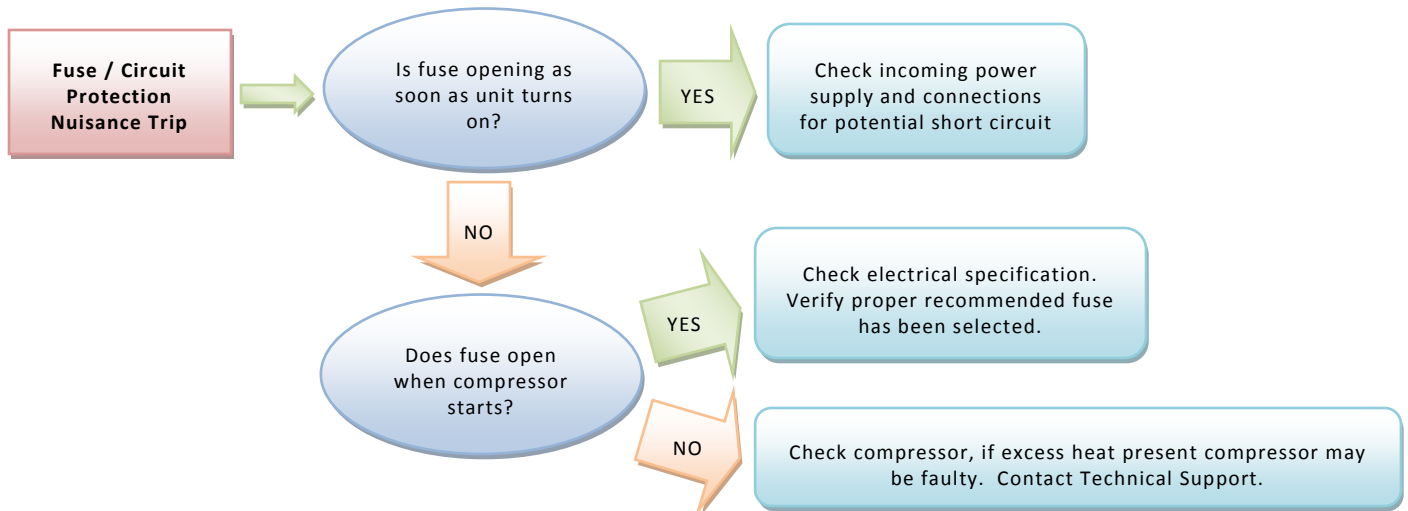 Fuse / Circuit
Protection
Nuisance Trip
Is fuse opening as
soon as unit turns
on?
YES
Check incoming power
supply and connections
for potential short circuit
NO
Does fuse open
when compressor
starts?
YES
Check electrical specification.
Verify proper recommended fuse
has been selected.
NO
Check compressor, if excess heat present compressor may
be faulty. Contact Technical Support.